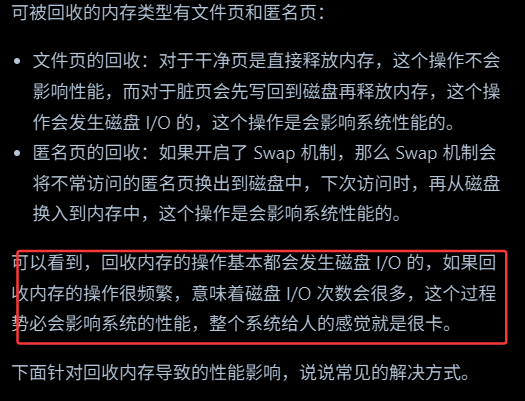 可被回收的内存类型有文件页和匿名页：
• 文件页的回收：对于干净页是直接释放内存，这个操作不会
影响性能，而对于脏页会先写回到磁盘再释放内存，这个操
作会发生磁盘 I/O 的，这个操作是会影响系统性能的。
• 匿名页的回收：如果开启了 Swap 机制，那么 Swap 机制会
将不常访问的匿名页换出到磁盘中，下次访问时，再从磁盘
换入到内存中，这个操作是会影响系统性能的。
可以看到，回收内存的操作基本都会发生磁盘 I/O 的，如果回
收内存的操作很频繁，意味着磁盘 I/O 次数会很多，这个过程
势必会影响系统的性能，整个系统给人的感觉就是很卡。
下面针对回收内存导致的性能影响，说说常见的解决方式。